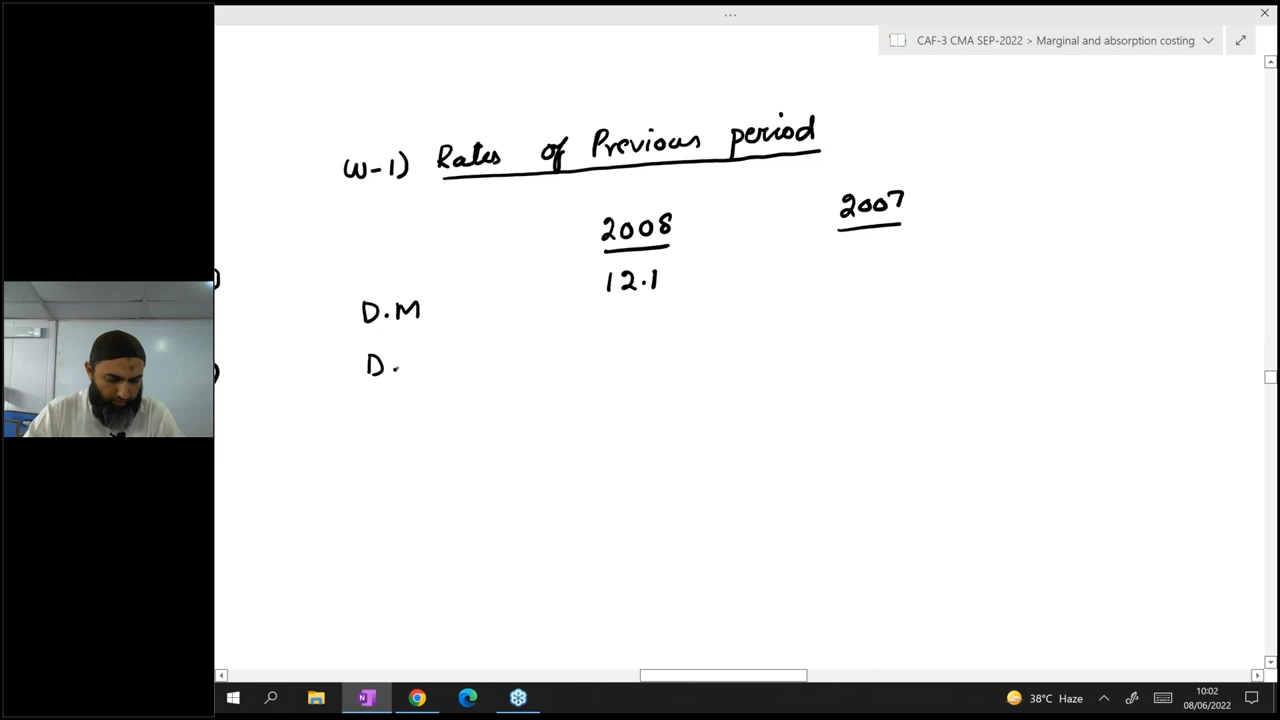 CAF-3 CMA SEP-2022 > Marginal and absorption costing
W-1) Rates of Previous period
2008 2007
12.1
D.M
D.
38°C Haze
10:02
08/06/2022